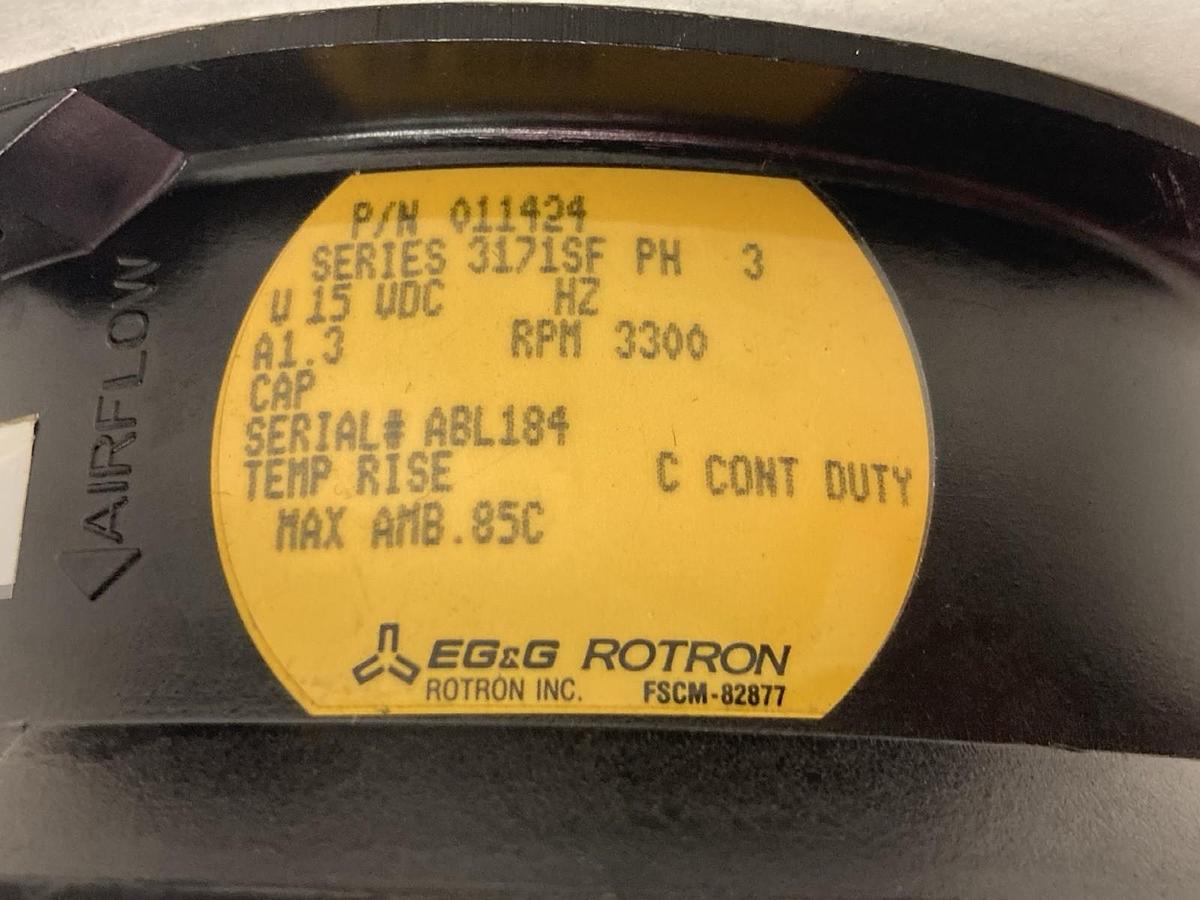 P/N 011424
SERIES 3171SF PH 3
V 15 VDC HZ
A1.3 RPM 3300
CAP
SERIAL# ABL184
TEMP RISE C CONT DUTY
MAX AMB.85C
EG&G ROTRON
ROTRON INC. FSCM-82877
AIRFLOW